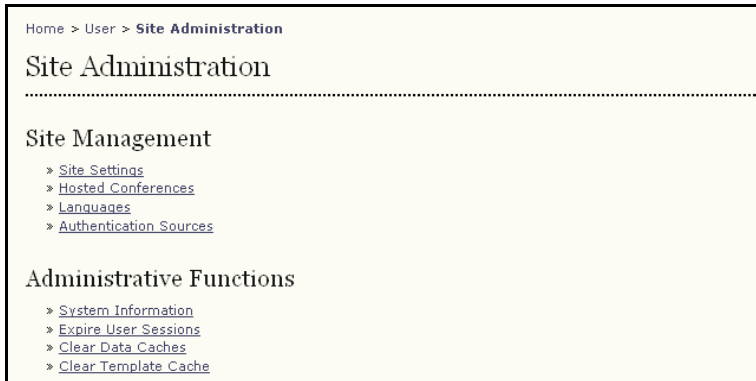 Home > User > Site Administration
Site Administration
Site Management
» Site Settings
» Hosted Conferences
» Languages
» Authentication Sources
Administrative Functions
» System Information
» Expire User Sessions
» Clear Data Caches
» Clear Template Cache